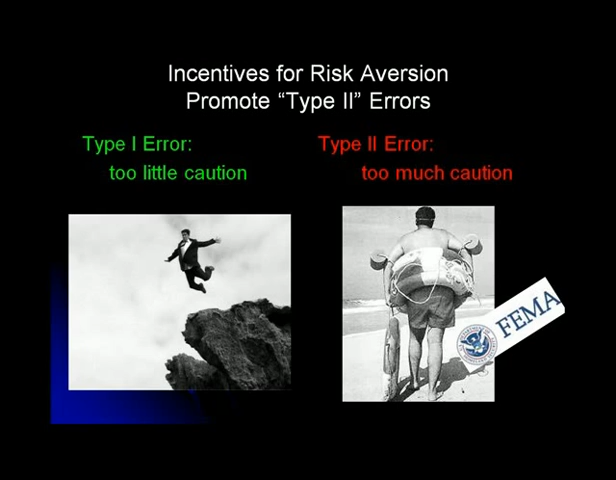 Incentives for Risk Aversion
Promote “Type II” Errors
Type I Error:
too little caution
Type II Error:
too much caution
FEMA